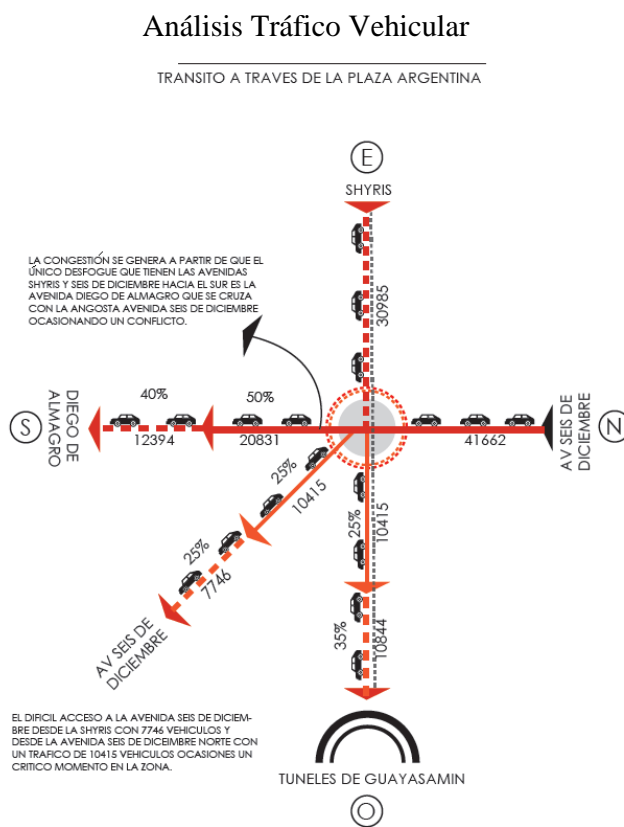 Análisis Tráfico Vehicular
TRANSITO A TRAVES DE LA PLAZA ARGENTINA
E
SHYRIS
LA CONGESTIÓN SE GENERA A PARTIR DE QUE EL
ÚNICO DESFOGUE QUE TIENEN LAS AVENIDAS
SHYRIS Y SEIS DE DICIEMBRE HACIA EL SUR ES LA
AVENIDA DIEGO DE ALMAGRO QUE SE CRUZA
CON LA ANGOSTA AVENIDA SEIS DE DICIEMBRE
OCASIONANDO UN CONFLICTO.
30985
S
DIEGO DE
ALMAGRO
40%
12394
50%
20831
41662
AV SEIS DE
DICIEMBRE
N
25%
10415
25%
7746
AV SEIS DE
DICIEMBRE
25%
10415
35%
10844
EL DIFICIL ACCESO A LA AVENIDA SEIS DE DICIEM-
BRE DESDE LA SHYRIS CON 7746 VEHICULOS Y
DESDE LA AVENIDA SEIS DE DICEIMBRE NORTE CON
UN TRAFICO DE 10415 VEHICULOS OCASIONES UN
CRITICO MOMENTO EN LA ZONA.
TUNELES DE GUAYASAMIN
O